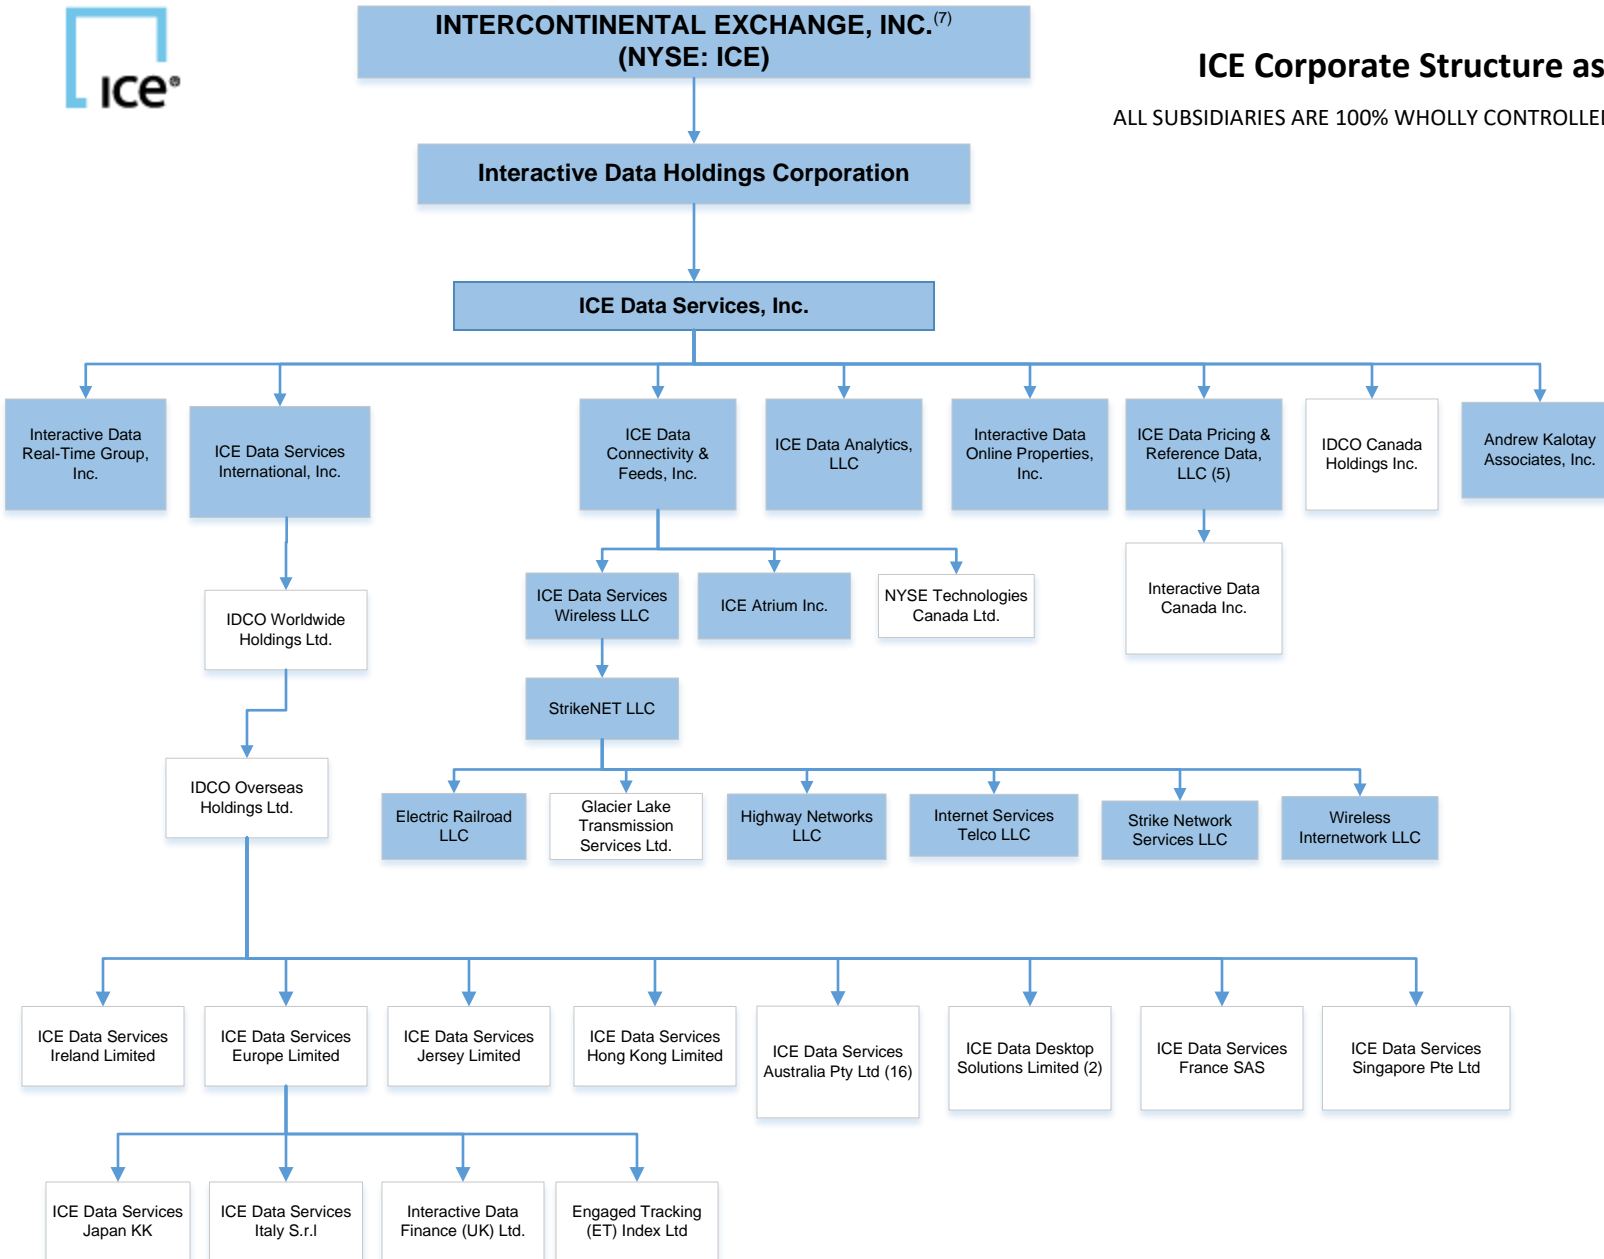 ICE®
INTERCONTINENTAL EXCHANGE, INC.(7)
(NYSE: ICE)
ICE Corporate Structure as
ALL SUBSIDIARIES ARE 100% WHOLLY CONTROLLED
Interactive Data Holdings Corporation
ICE Data Services, Inc.
Interactive Data
Real-Time Group,
Inc.
ICE Data Services
International, Inc.
ICE Data
Connectivity &
Feeds, Inc.
ICE Data Analytics,
LLC
Interactive Data
Online Properties,
Inc.
ICE Data Pricing &
Reference Data,
LLC (5)
IDCO Canada
Holdings Inc.
Andrew Kalotay
Associates, Inc.
IDCO Worldwide
Holdings Ltd.
ICE Data Services
Wireless LLC
ICE Atrium Inc.
NYSE Technologies
Canada Ltd.
Interactive Data
Canada Inc.
StrikeNET LLC
IDCO Overseas
Holdings Ltd.
Electric Railroad
LLC
Glacier Lake
Transmission
Services Ltd.
Highway Networks
LLC
Internet Services
Telco LLC
Strike Network
Services LLC
Wireless
Internetwork LLC
ICE Data Services
Ireland Limited
ICE Data Services
Europe Limited
ICE Data Services
Jersey Limited
ICE Data Services
Hong Kong Limited
ICE Data Services
Australia Pty Ltd (16)
ICE Data Desktop
Solutions Limited (2)
ICE Data Services
France SAS
ICE Data Services
Singapore Pte Ltd
ICE Data Services
Japan KK
ICE Data Services
Italy S.r.l
Interactive Data
Finance (UK) Ltd.
Engaged Tracking
(ET) Index Ltd